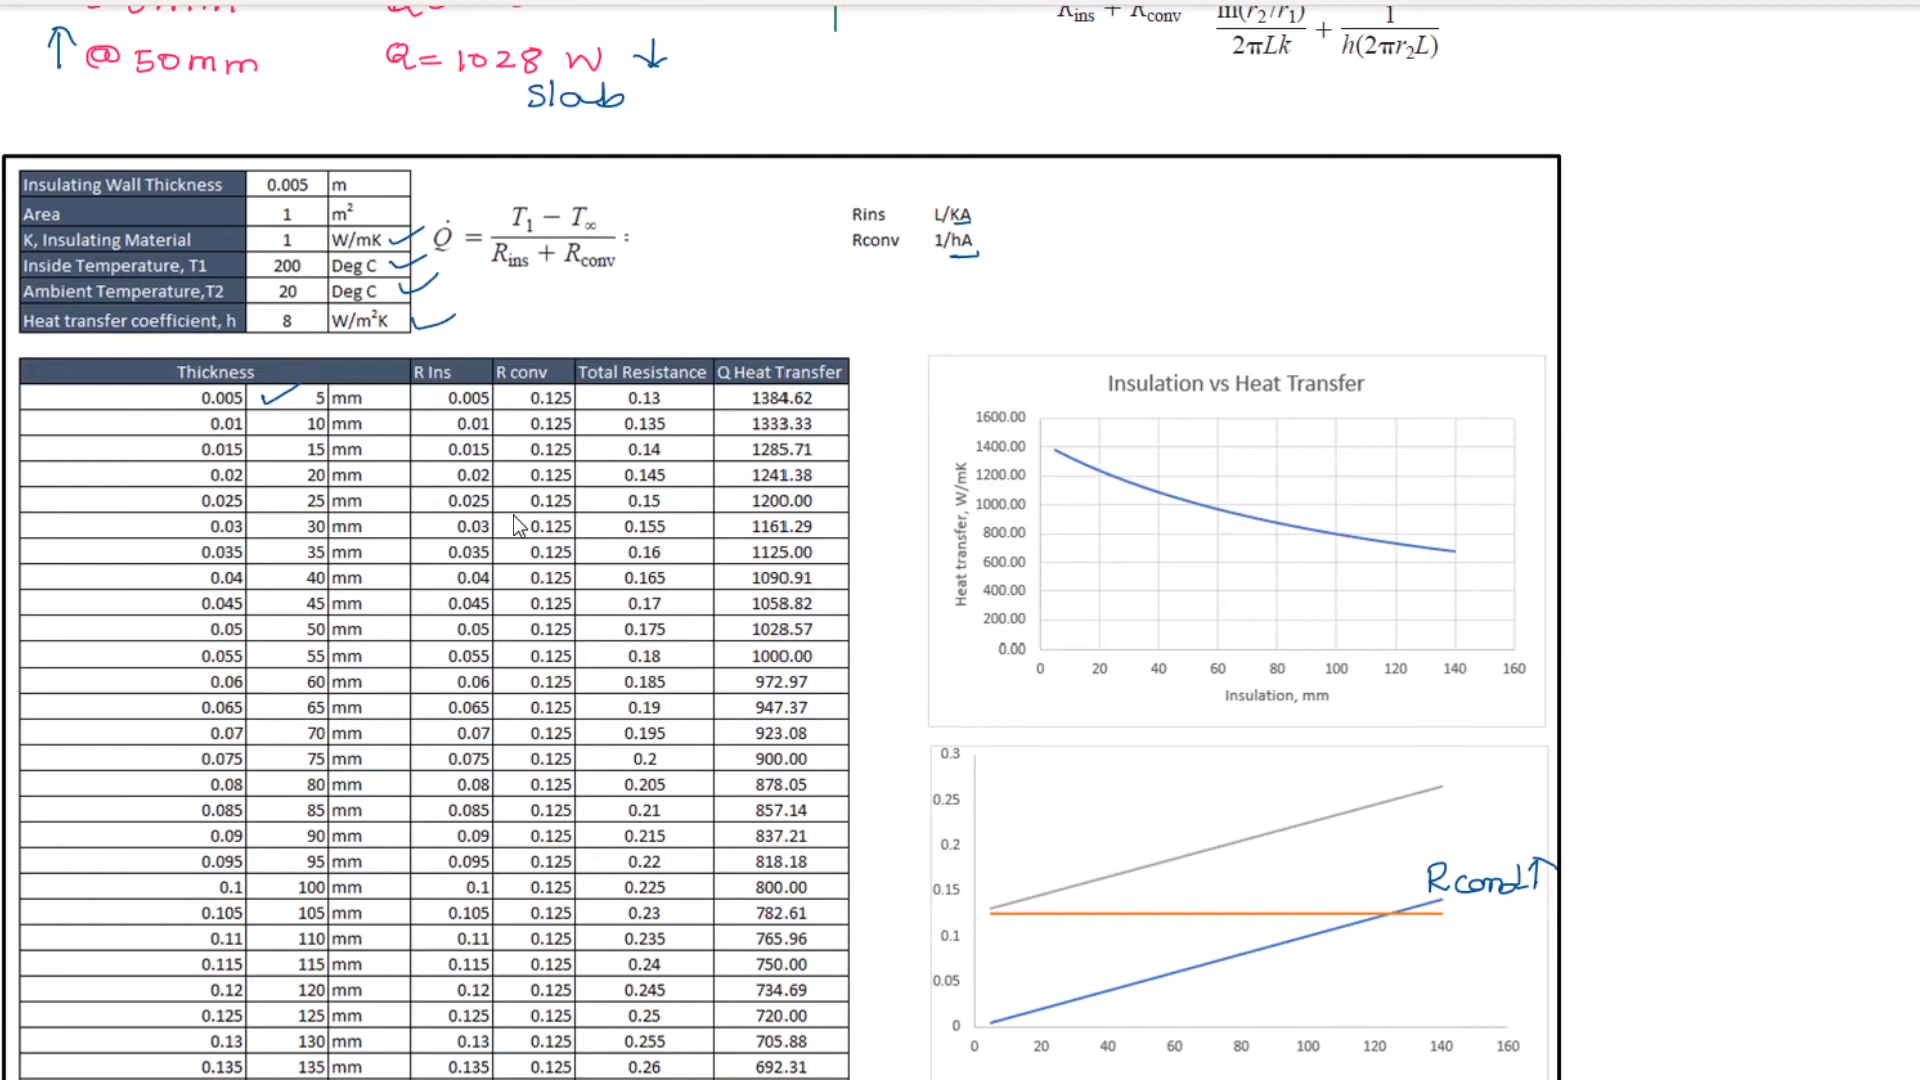 R_ins + R_conv ln(r₂/r₁)/2πLk + 1/h(2πr₂L)
↑ @ 50mm Q= 1028 W ↓
Slab
Insulating Wall Thickness 0.005 m
Area 1 m²
K, Insulating Material 1 W/mK
Inside Temperature, T1 200 Deg C
Ambient Temperature,T2 20 Deg C
Heat transfer coefficient, h 8 W/m²K
Q̇ = (T₁ − T∞)/(R_ins + R_conv) :
Rins L/KA
Rconv 1/hA
Thickness R Ins R conv Total Resistance Q Heat Transfer
0.005 5 mm 0.005 0.125 0.13 1384.62
0.01 10 mm 0.01 0.125 0.135 1333.33
0.015 15 mm 0.015 0.125 0.14 1285.71
0.02 20 mm 0.02 0.125 0.145 1241.38
0.025 25 mm 0.025 0.125 0.15 1200.00
0.03 30 mm 0.03 0.125 0.155 1161.29
0.035 35 mm 0.035 0.125 0.16 1125.00
0.04 40 mm 0.04 0.125 0.165 1090.91
0.045 45 mm 0.045 0.125 0.17 1058.82
0.05 50 mm 0.05 0.125 0.175 1028.57
0.055 55 mm 0.055 0.125 0.18 1000.00
0.06 60 mm 0.06 0.125 0.185 972.97
0.065 65 mm 0.065 0.125 0.19 947.37
0.07 70 mm 0.07 0.125 0.195 923.08
0.075 75 mm 0.075 0.125 0.2 900.00
0.08 80 mm 0.08 0.125 0.205 878.05
0.085 85 mm 0.085 0.125 0.21 857.14
0.09 90 mm 0.09 0.125 0.215 837.21
0.095 95 mm 0.095 0.125 0.22 818.18
0.1 100 mm 0.1 0.125 0.225 800.00
0.105 105 mm 0.105 0.125 0.23 782.61
0.11 110 mm 0.11 0.125 0.235 765.96
0.115 115 mm 0.115 0.125 0.24 750.00
0.12 120 mm 0.12 0.125 0.245 734.69
0.125 125 mm 0.125 0.125 0.25 720.00
0.13 130 mm 0.13 0.125 0.255 705.88
0.135 135 mm 0.135 0.125 0.26 692.31
Insulation vs Heat Transfer
Heat transfer, W/mK
1600.00
1400.00
1200.00
1000.00
800.00
600.00
400.00
200.00
0.00
0 20 40 60 80 100 120 140 160
Insulation, mm
0.3
0.25
0.2
0.15
0.1
0.05
0
0 20 40 60 80 100 120 140 160
Rcond↑